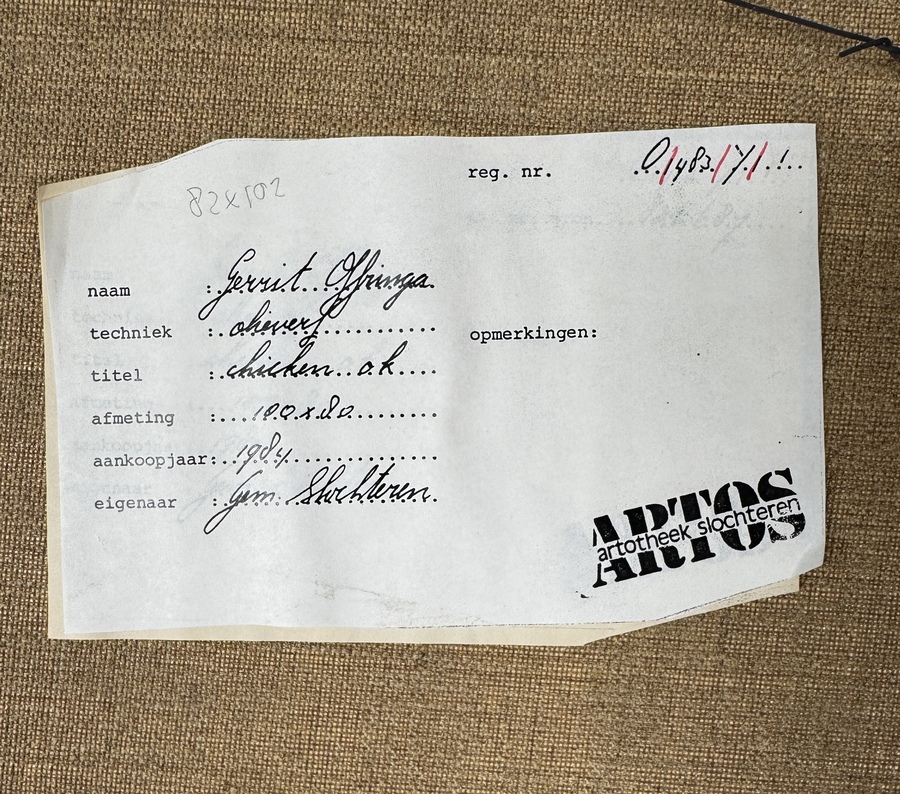 reg. nr. 0/483/7/1
82x102
naam : Gerrit Offringa.
techniek : olieverf
titel : chicken o.k.
opmerkingen:
afmeting : 100 x 80
aankoopjaar: 1984
eigenaar : Gem. Slochteren.
ARTOS
artotheek slochteren